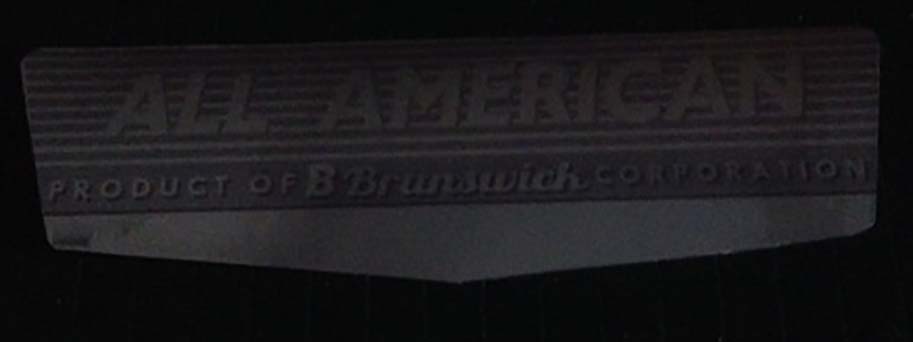 ALL AMERICAN
PRODUCT OF B Brunswick CORPORATION